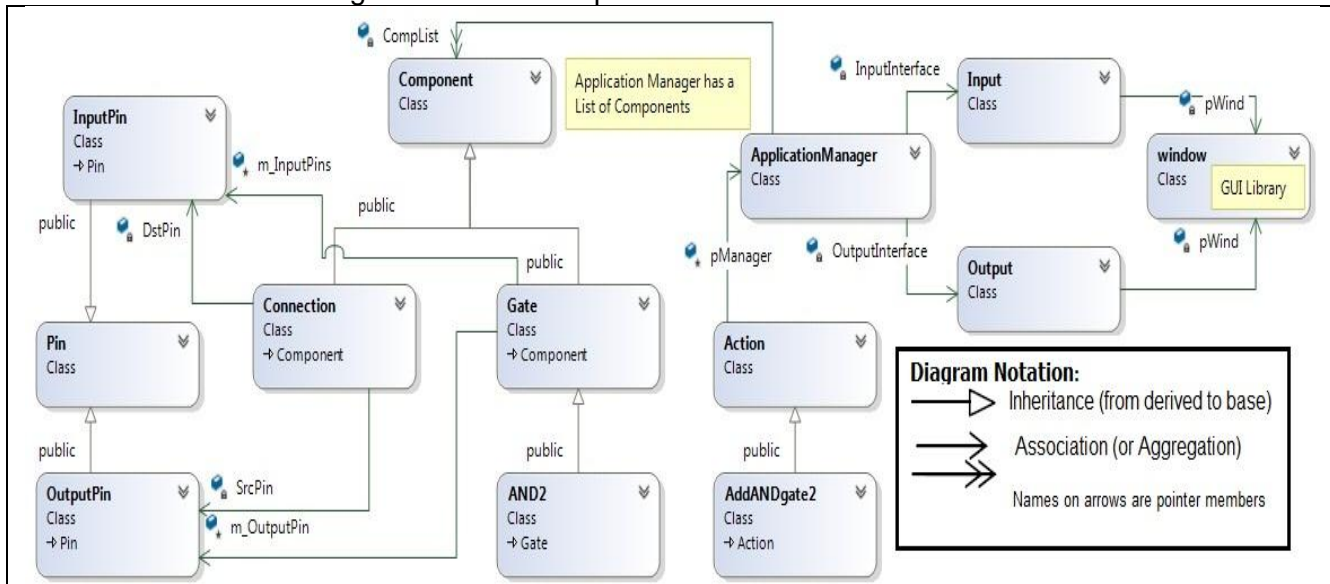 CompList
Component
Class
Application Manager has a
List of Components
InputInterface
Input
Class
pWind
InputPin
Class
Pin
m_InputPins
ApplicationManager
Class
window
Class
GUI Library
public
DstPin
public
public
pManager
OutputInterface
pWind
Output
Class
Connection
Class
Component
Gate
Class
Component
Pin
Class
Action
Class
Diagram Notation:
Inheritance (from derived to base)
Association (or Aggregation)
Names on arrows are pointer members
public
public
public
OutputPin
Class
Pin
SrcPin
m_OutputPin
AND2
Class
Gate
AddANDgate2
Class
Action